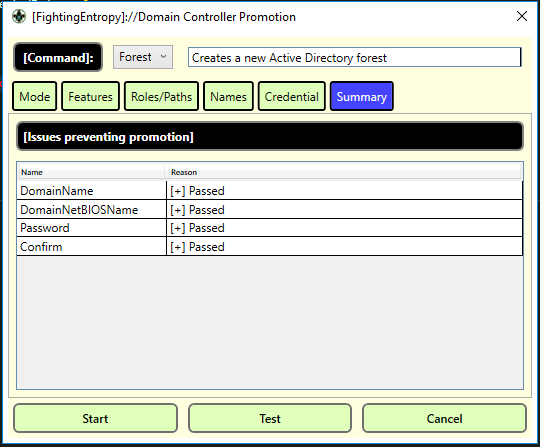 [FightingEntropy]://Domain Controller Promotion
[Command]: Forest Creates a new Active Directory forest
Mode Features Roles/Paths Names Credential Summary
[Issues preventing promotion]
Name Reason
DomainName [+] Passed
DomainNetBIOSName [+] Passed
Password [+] Passed
Confirm [+] Passed
Start Test Cancel